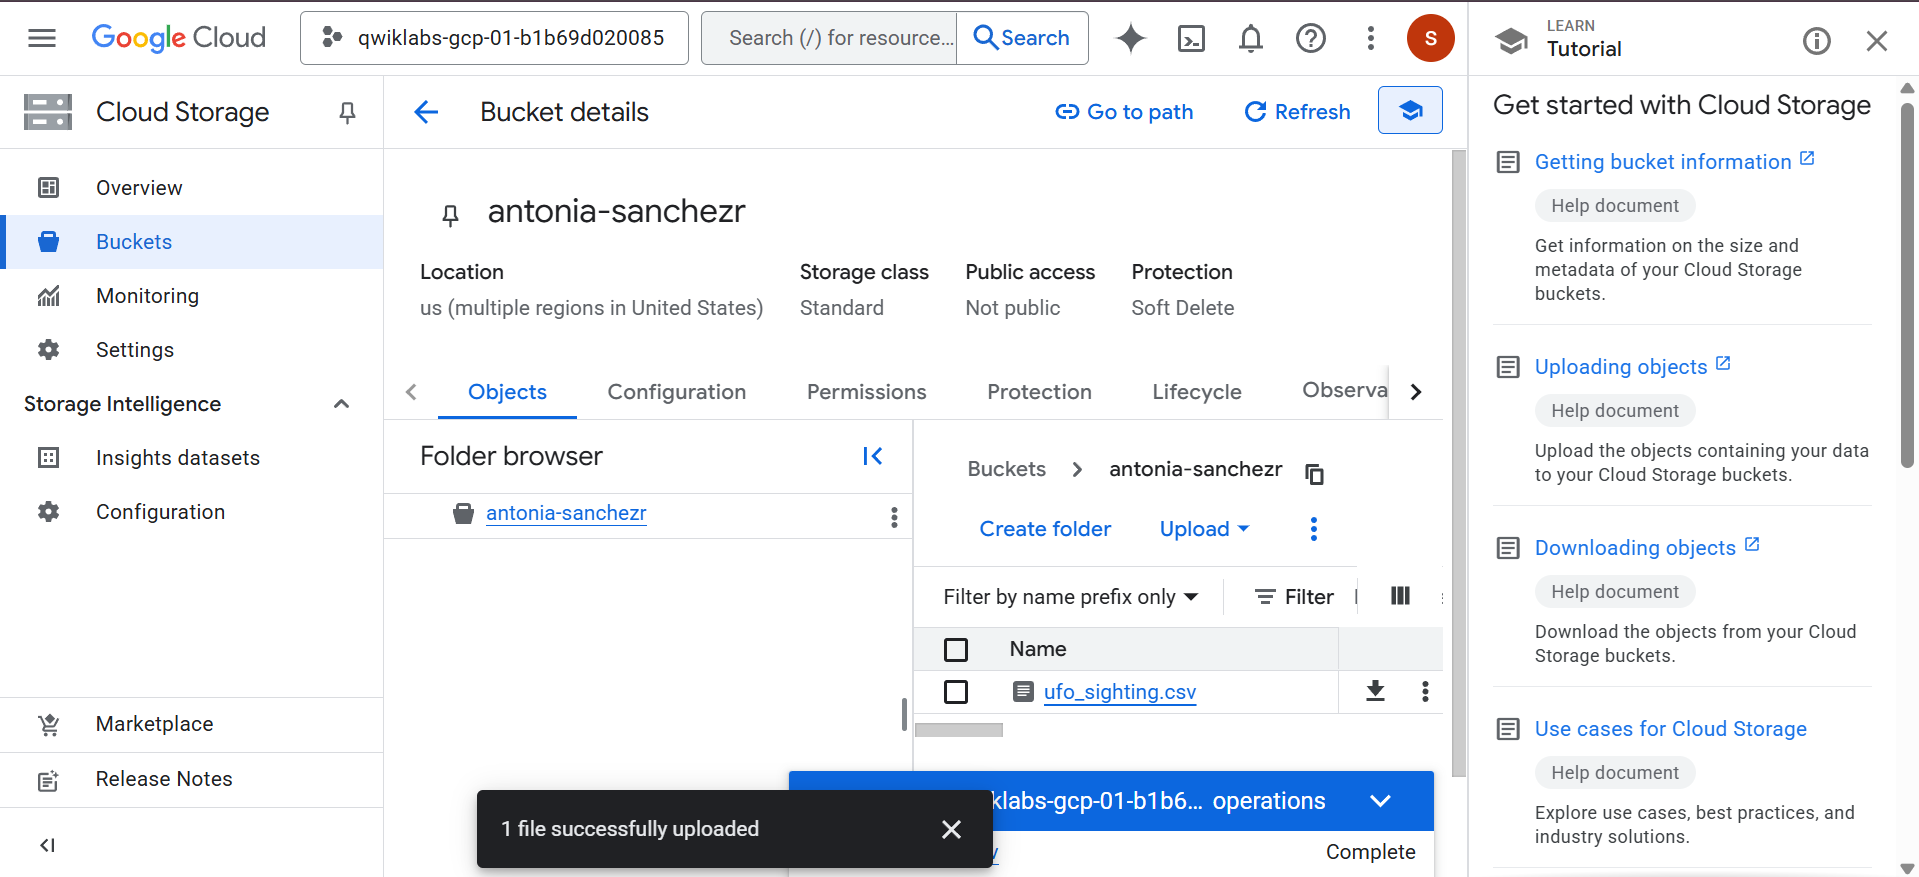 Google Cloud
qwiklabs-gcp-01-b1b69d020085
Search (/) for resource...
Search
S
LEARN
Tutorial
Cloud Storage
Bucket details
Go to path
Refresh
Get started with Cloud Storage
Overview
Buckets
Monitoring
Settings
Storage Intelligence
Insights datasets
Configuration
Marketplace
Release Notes
antonia-sanchezr
Location
us (multiple regions in United States)
Storage class
Standard
Public access
Not public
Protection
Soft Delete
Objects
Configuration
Permissions
Protection
Lifecycle
Observa
Folder browser
antonia-sanchezr
Buckets
antonia-sanchezr
Create folder
Upload
Filter by name prefix only
Filter
Name
ufo_sighting.csv
klabs-gcp-01-b1b6... operations
Complete
1 file successfully uploaded
Getting bucket information
Help document
Get information on the size and
metadata of your Cloud Storage
buckets.
Uploading objects
Help document
Upload the objects containing your data
to your Cloud Storage buckets.
Downloading objects
Help document
Download the objects from your Cloud
Storage buckets.
Use cases for Cloud Storage
Help document
Explore use cases, best practices, and
industry solutions.